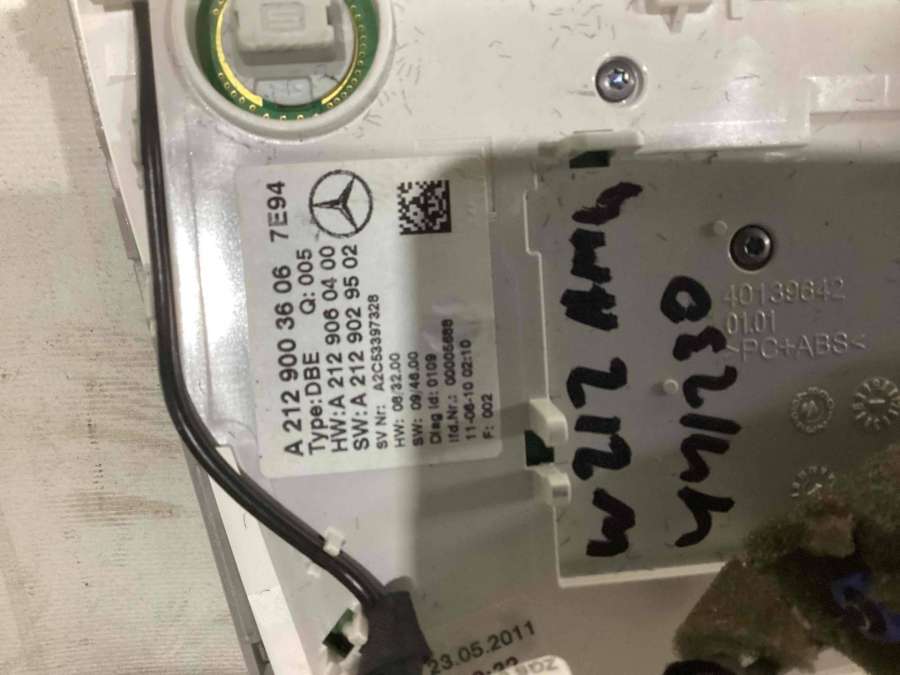 A 212 900 36 06 7E94
Type: DBE Q: 005
HW: A 212 906 04 00
SW: A 212 902 95 02
SV Nr: A2C53397328
HW: 08/32.00
SW: 09/46.00
Diag Id: 0109
lfd.Nr.: 00005688
11-06-10 02:10
F: 002
W212 AMG
40139642
01.01
>PC+ABS<
23.05.2011